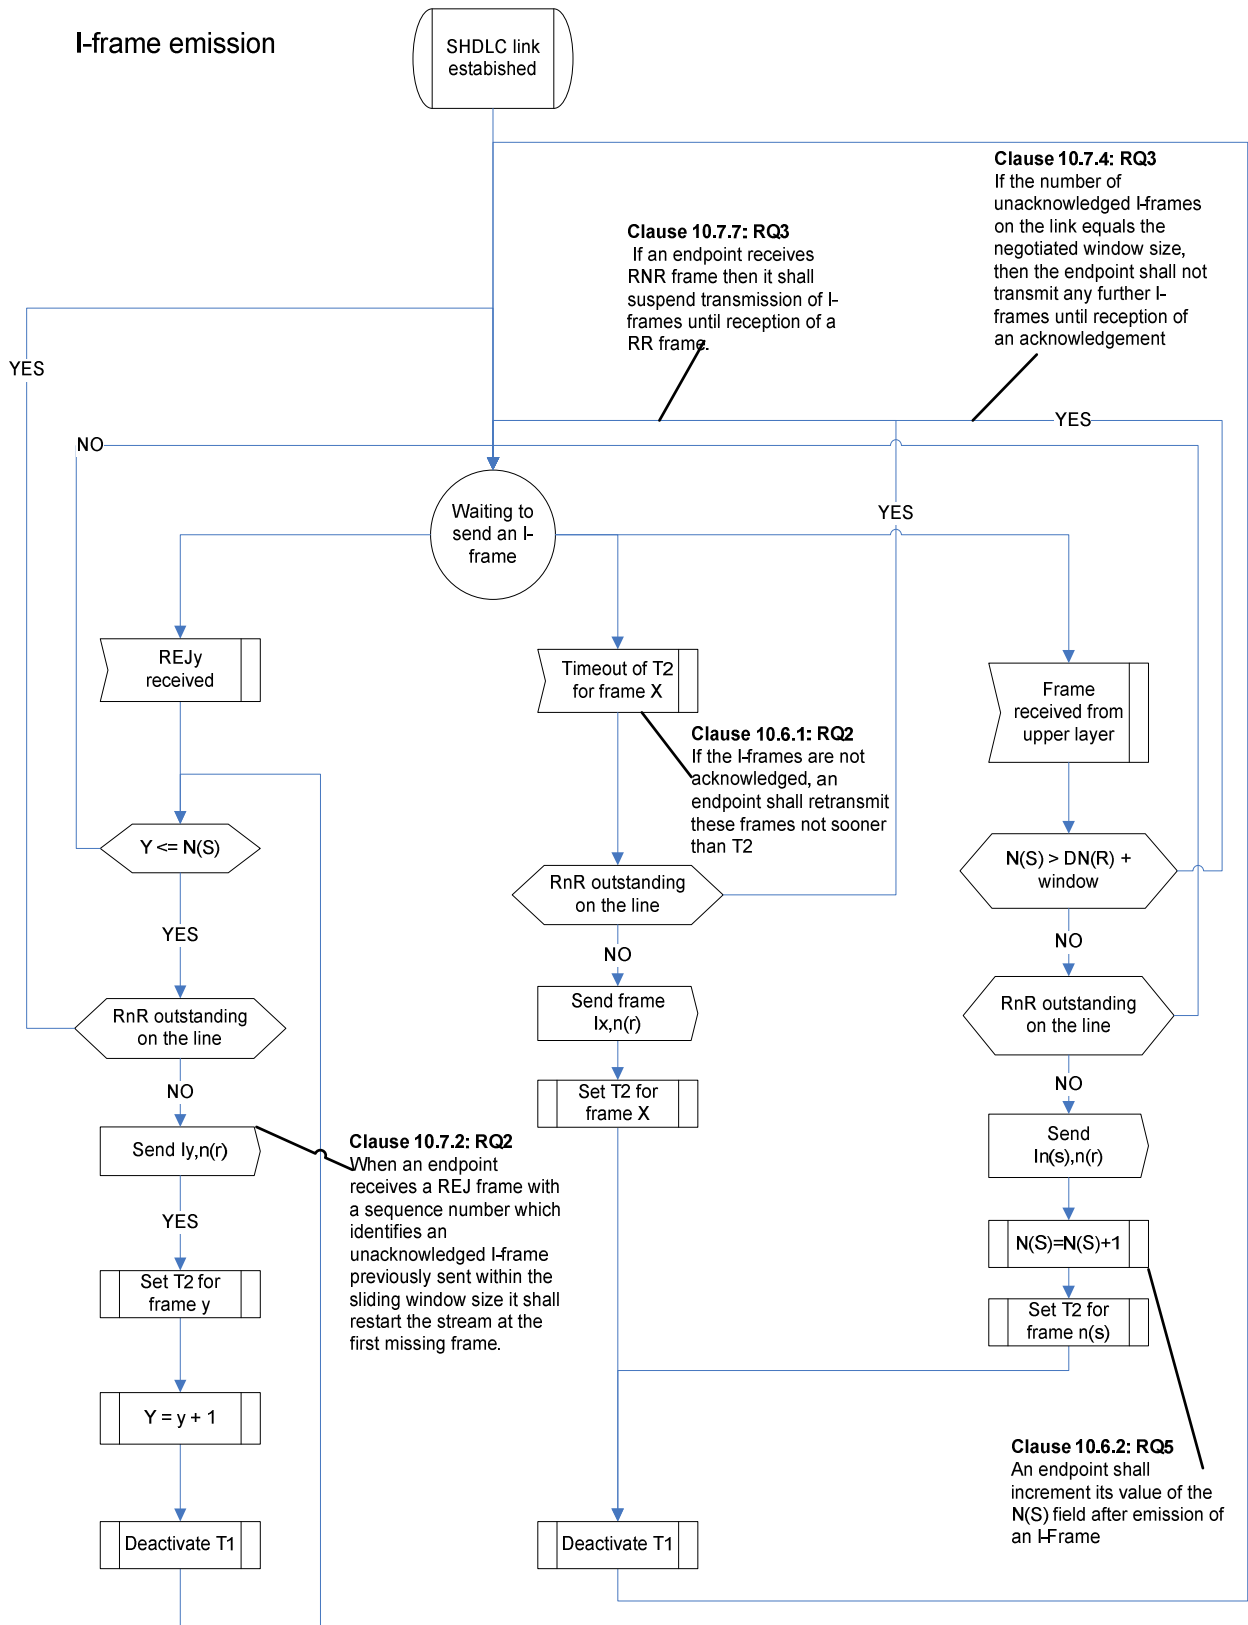 I-frame emission
SHDLC link
estabished
Clause 10.7.4: RQ3
If the number of
unacknowledged I-frames
on the link equals the
negotiated window size,
then the endpoint shall not
transmit any further I-
frames until reception of
an acknowledgement
Clause 10.7.7: RQ3
If an endpoint receives
RNR frame then it shall
suspend transmission of I-
frames until reception of a
RR frame.
YES
YES
NO
Waiting to
send an I-
frame
YES
REJy
received
Timeout of T2
for frame X
Frame
received from
upper layer
Clause 10.6.1: RQ2
If the I-frames are not
acknowledged, an
endpoint shall retransmit
these frames not sooner
than T2
Y <= N(S)
N(S) > DN(R) +
window
RnR outstanding
on the line
YES
NO
NO
RnR outstanding
on the line
Send frame
Ix,n(r)
RnR outstanding
on the line
NO
Set T2 for
frame X
NO
Send Iy,n(r)
Clause 10.7.2: RQ2
When an endpoint
receives a REJ frame with
a sequence number which
identifies an
unacknowledged I-frame
previously sent within the
sliding window size it shall
restart the stream at the
first missing frame.
Send
In(s),n(r)
YES
N(S)=N(S)+1
Set T2 for
frame y
Set T2 for
frame n(s)
Y = y + 1
Clause 10.6.2: RQ5
An endpoint shall
increment its value of the
N(S) field after emission of
an I-Frame
Deactivate T1
Deactivate T1